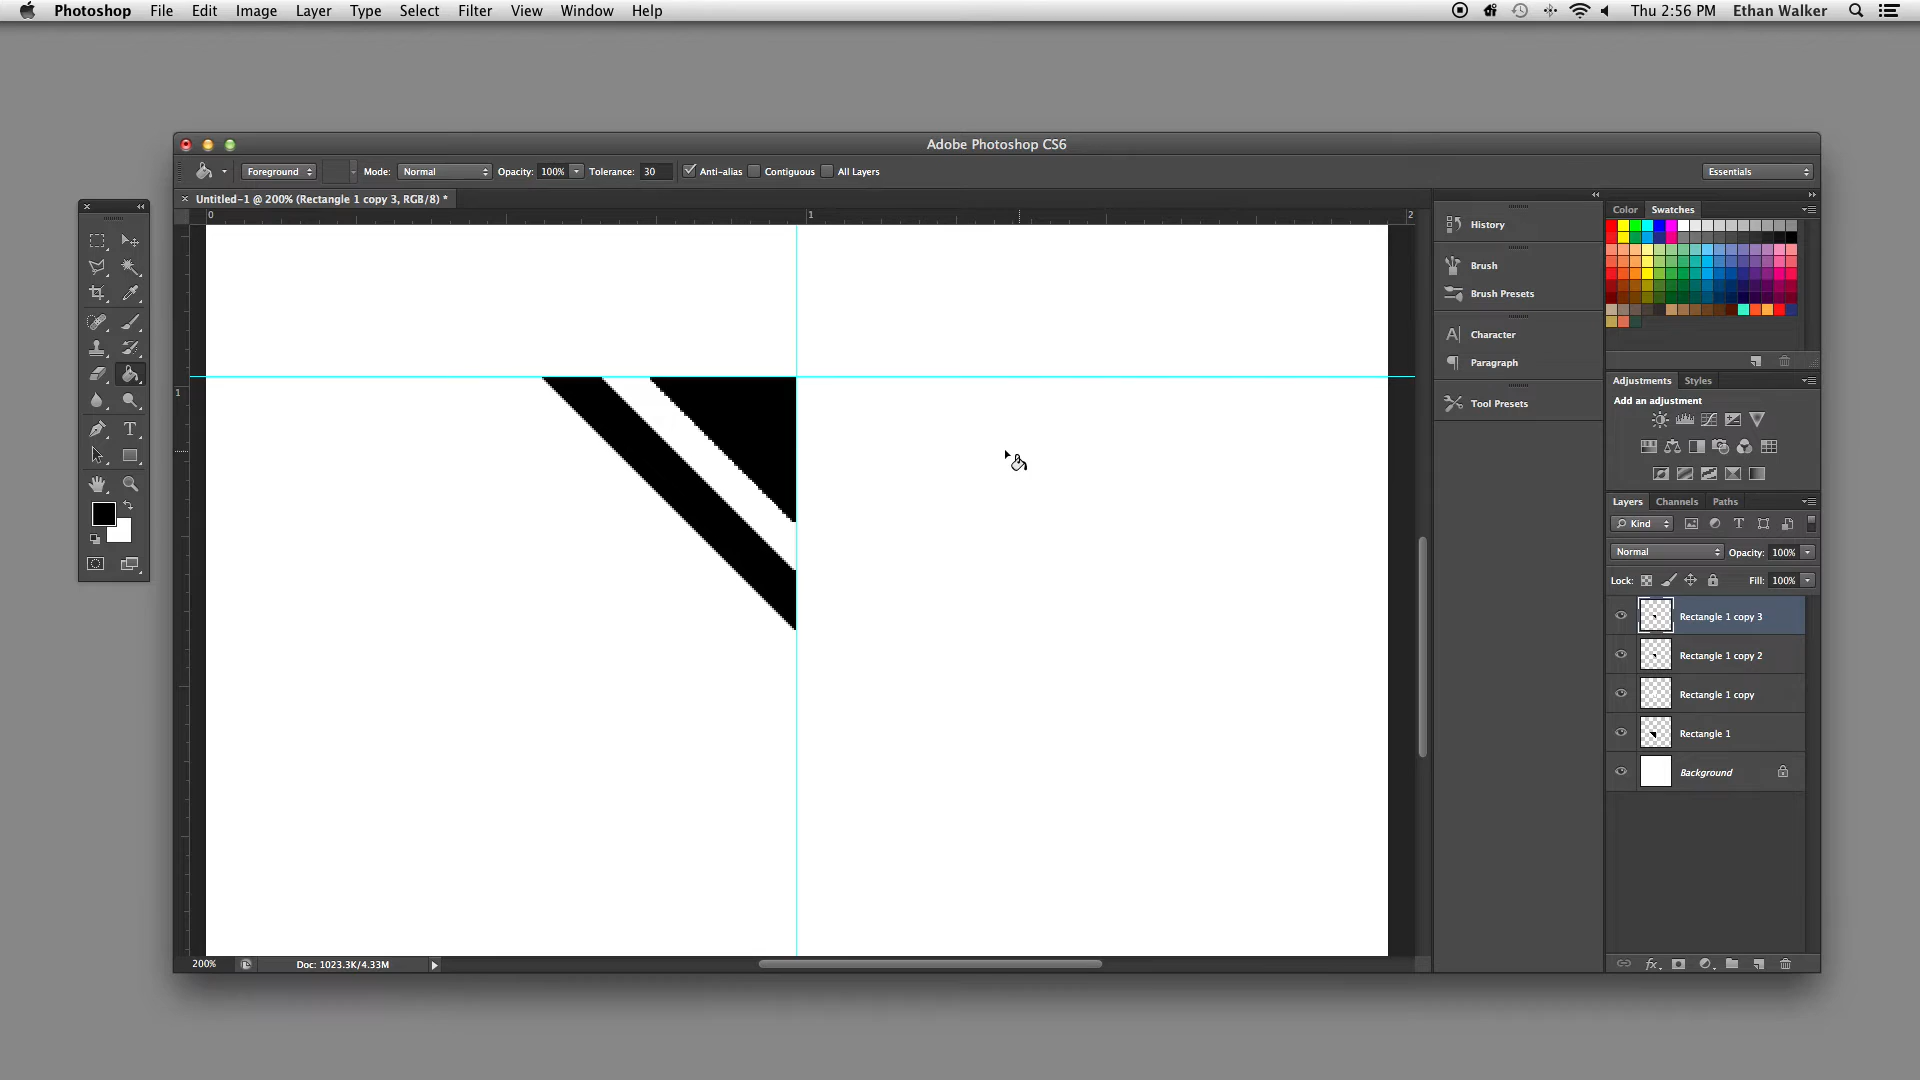 Photoshop File Edit Image Layer Type Select Filter View Window Help Thu 2:56 PM Ethan Walker
Adobe Photoshop CS6
Foreground Mode: Normal Opacity: 100% Tolerance: 30 Anti-alias Contiguous All Layers Essentials
Untitled-1 @ 200% (Rectangle 1 copy 3, RGB/8) *
0 1 2
1
History
Brush
Brush Presets
Character
Paragraph
Tool Presets
Color Swatches
Adjustments Styles
Add an adjustment
Layers Channels Paths
Kind
Normal Opacity: 100%
Lock: Fill: 100%
Rectangle 1 copy 3
Rectangle 1 copy 2
Rectangle 1 copy
Rectangle 1
Background
200% Doc: 1023.3K/4.33M